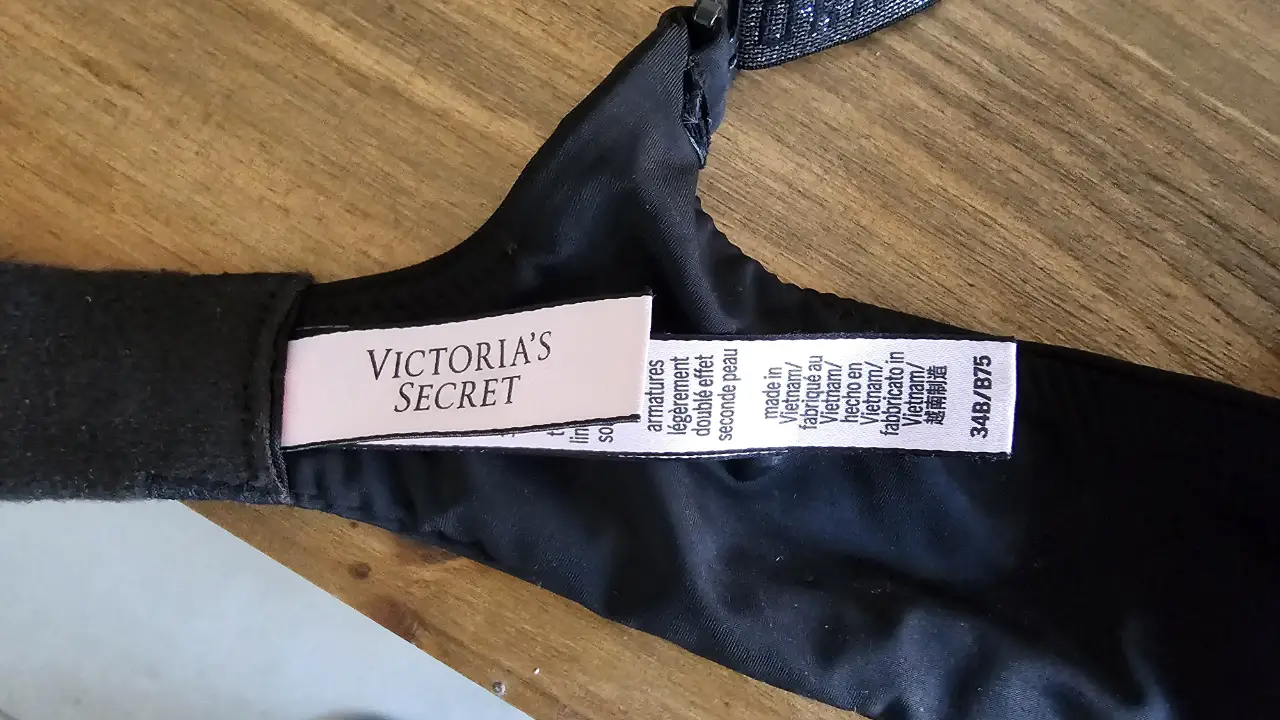 VICTORIA'S
SECRET
armatures
légèrement
doublé effet
seconde peau
made in
Vietnam/
fabriqué au
Vietnam/
hecho en
Vietnam/
fabbricato in
Vietnam/
越南制造
34B/B75